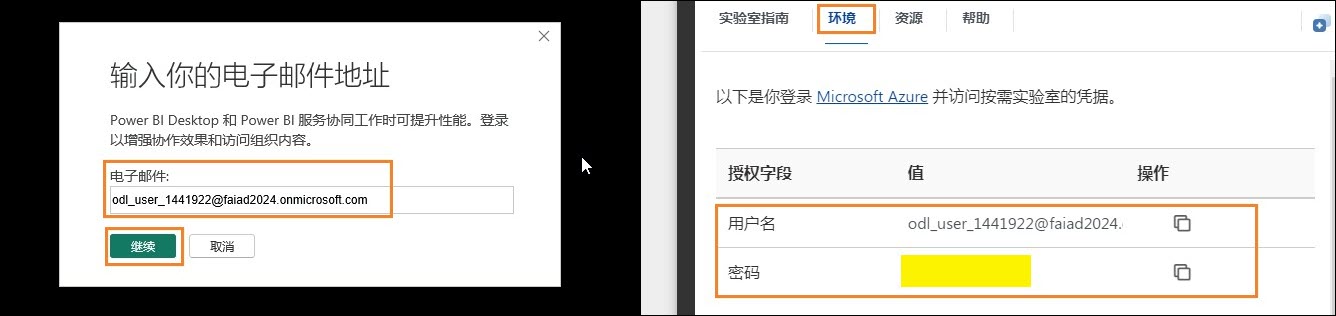 输入你的电子邮件地址
Power BI Desktop 和 Power BI 服务协同工作时可提升性能。登录
以增强协作效果和访问组织内容。
电子邮件:
odl_user_1441922@faiad2024.onmicrosoft.com
继续 取消
实验室指南 环境 资源 帮助
以下是你登录 Microsoft Azure 并访问按需实验室的凭据。
授权字段 值 操作
用户名 odl_user_1441922@faiad2024.
密码